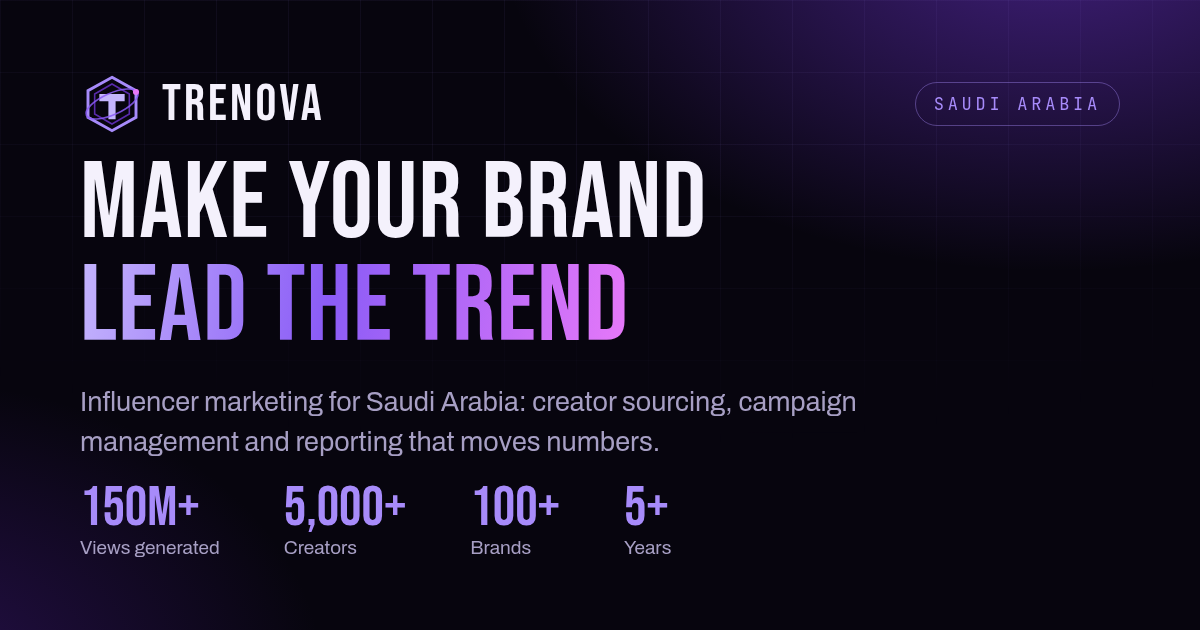 TRENOVA
SAUDI ARABIA
MAKE YOUR BRAND
LEAD THE TREND
Influencer marketing for Saudi Arabia: creator sourcing, campaign
management and reporting that moves numbers.
150M+ 5,000+ 100+ 5+
Views generated Creators Brands Years